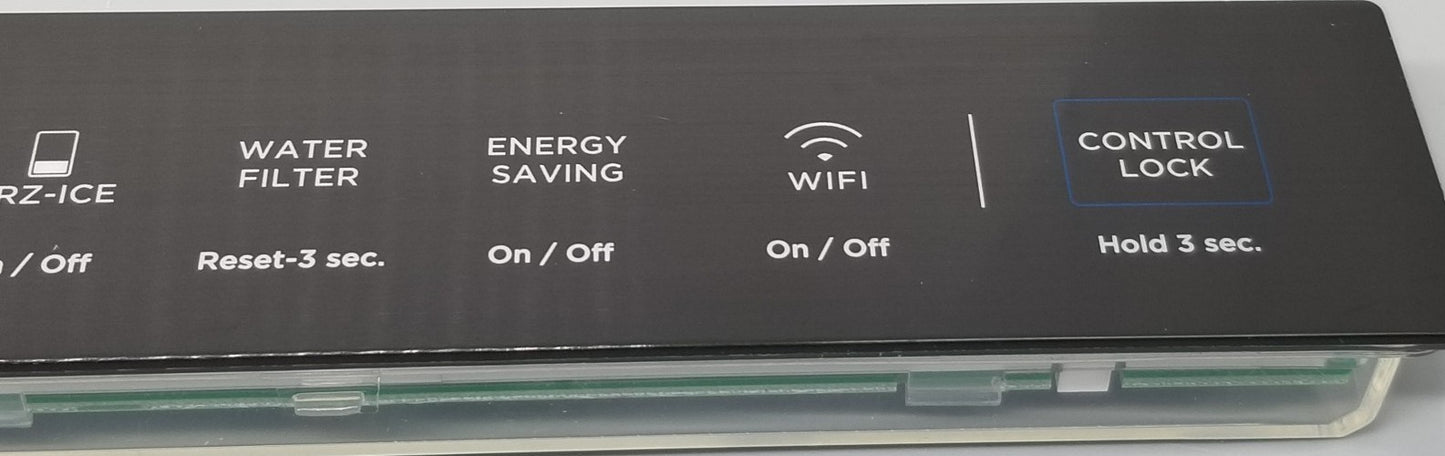 RZ-ICE
/ Off
WATER
FILTER
Reset-3 sec.
ENERGY
SAVING
On / Off
WIFI
On / Off
CONTROL
LOCK
Hold 3 sec.